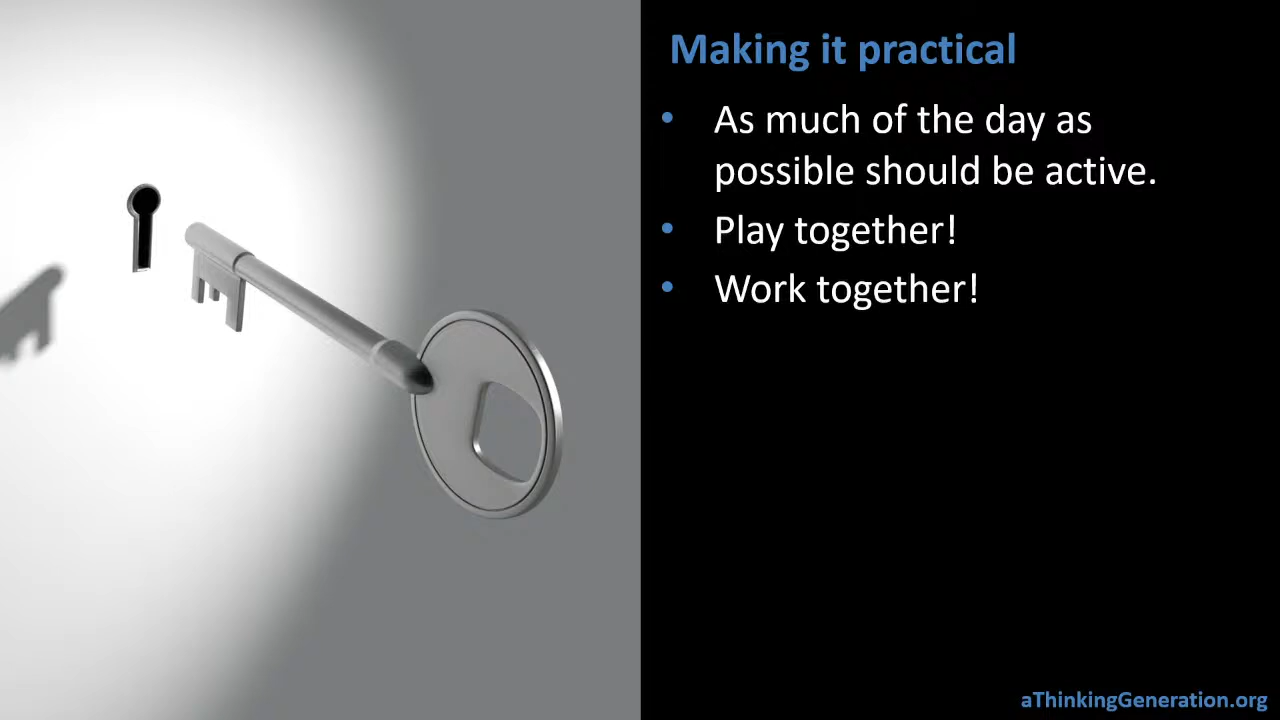 Making it practical
• As much of the day as
possible should be active.
• Play together!
• Work together!
aThinkingGeneration.org